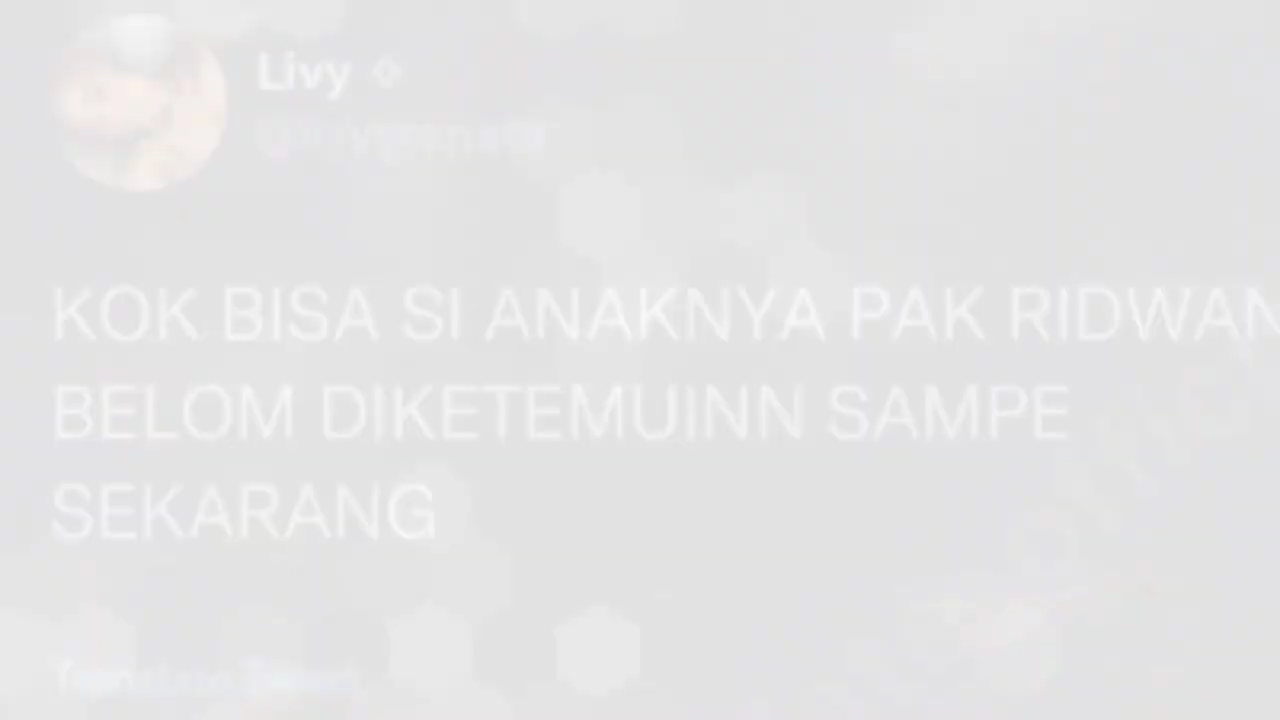 Livy
KOK BISA SI ANAKNYA PAK RIDWAN
BELOM DIKETEMUINN SAMPE
SEKARANG